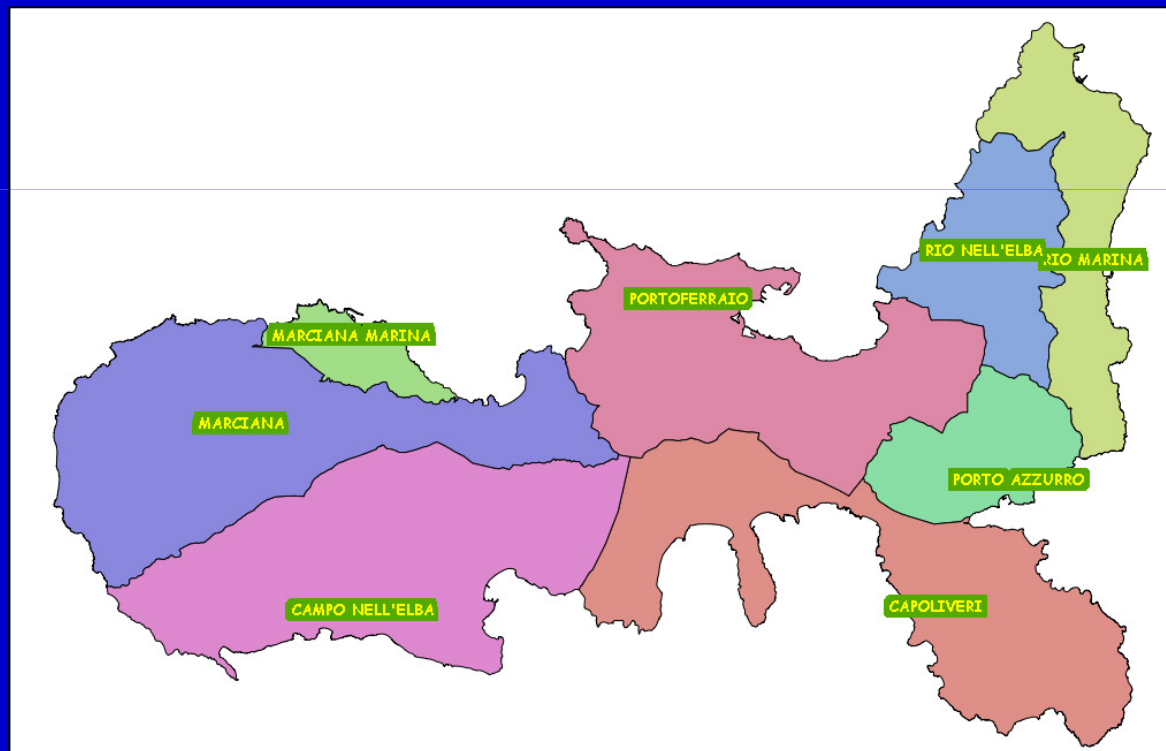 RIO NELL'ELBA
RIO MARINA
PORTOFERRAIO
MARCIANA MARINA
MARCIANA
PORTO AZZURRO
CAMPO NELL'ELBA
CAPOLIVERI